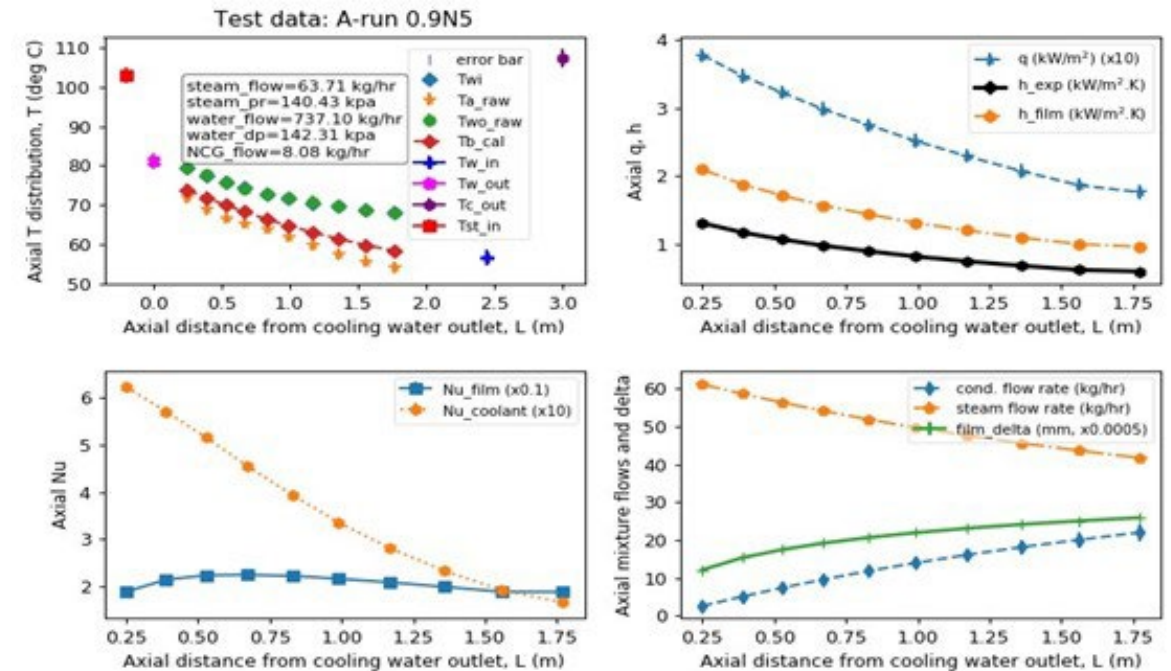 Test data: A-run 0.9N5
Axial T distribution, T (deg C)
110
100
90
80
70
60
50
steam_flow=63.71 kg/hr
steam_pr=140.43 kpa
water_flow=737.10 kg/hr
water_dp=142.31 kpa
NCG_flow=8.08 kg/hr
error bar
Twi
Ta_raw
Two_raw
Tb_cal
Tw_in
Tw_out
Tc_out
Tst_in
0.0 0.5 1.0 1.5 2.0 2.5 3.0
Axial distance from cooling water outlet, L (m)
Axial q, h
4
3
2
1
q (kW/m²) (x10)
h_exp (kW/m².K)
h_film (kW/m².K)
0.25 0.50 0.75 1.00 1.25 1.50 1.75
Axial distance from cooling water outlet, L (m)
Axial Nu
6
5
4
3
2
Nu_film (x0.1)
Nu_coolant (x10)
0.25 0.50 0.75 1.00 1.25 1.50 1.75
Axial distance from cooling water outlet, L (m)
Axial mixture flows and delta
60
50
40
30
20
10
0
cond. flow rate (kg/hr)
steam flow rate (kg/hr)
film_delta (mm, x0.0005)
0.25 0.50 0.75 1.00 1.25 1.50 1.75
Axial distance from cooling water outlet, L (m)